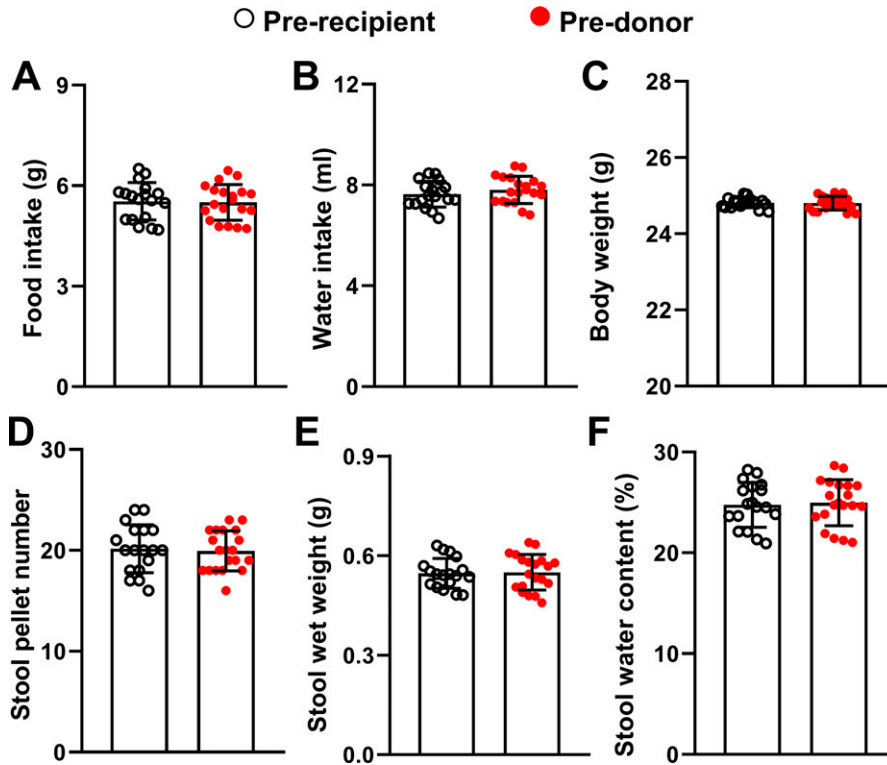 Pre-recipient Pre-donor
A
Food intake (g)
9
6
3
0
B
Water intake (ml)
12
8
4
0
C
Body weight (g)
28
26
24
22
20
D
Stool pellet number
30
20
10
0
E
Stool wet weight (g)
0.9
0.6
0.3
0.0
F
Stool water content (%)
30
20
10
0